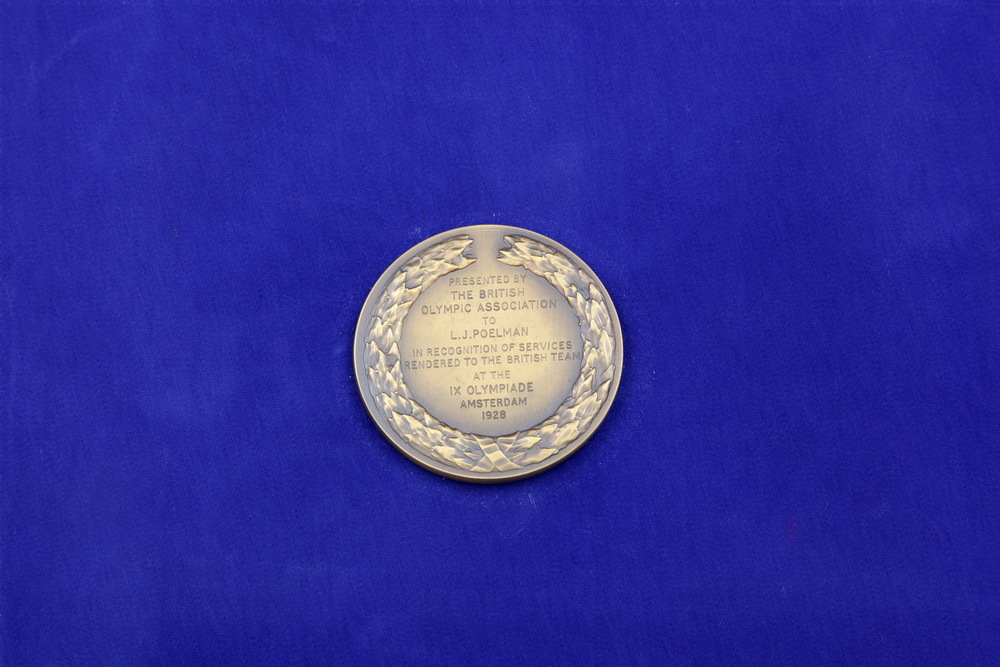 PRESENTED BY
THE BRITISH
OLYMPIC ASSOCIATION
TO
L.J.POELMAN
IN RECOGNITION OF SERVICES
RENDERED TO THE BRITISH TEAM
AT THE
IX OLYMPIADE
AMSTERDAM
1928